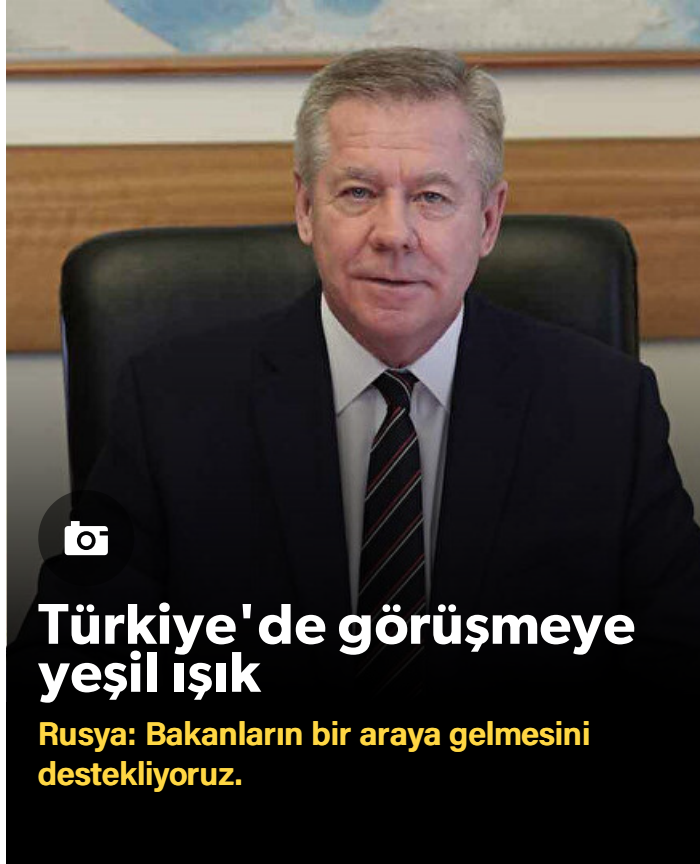 Türkiye'de görüşmeye
yeşil ışık
Rusya: Bakanların bir araya gelmesini
destekliyoruz.